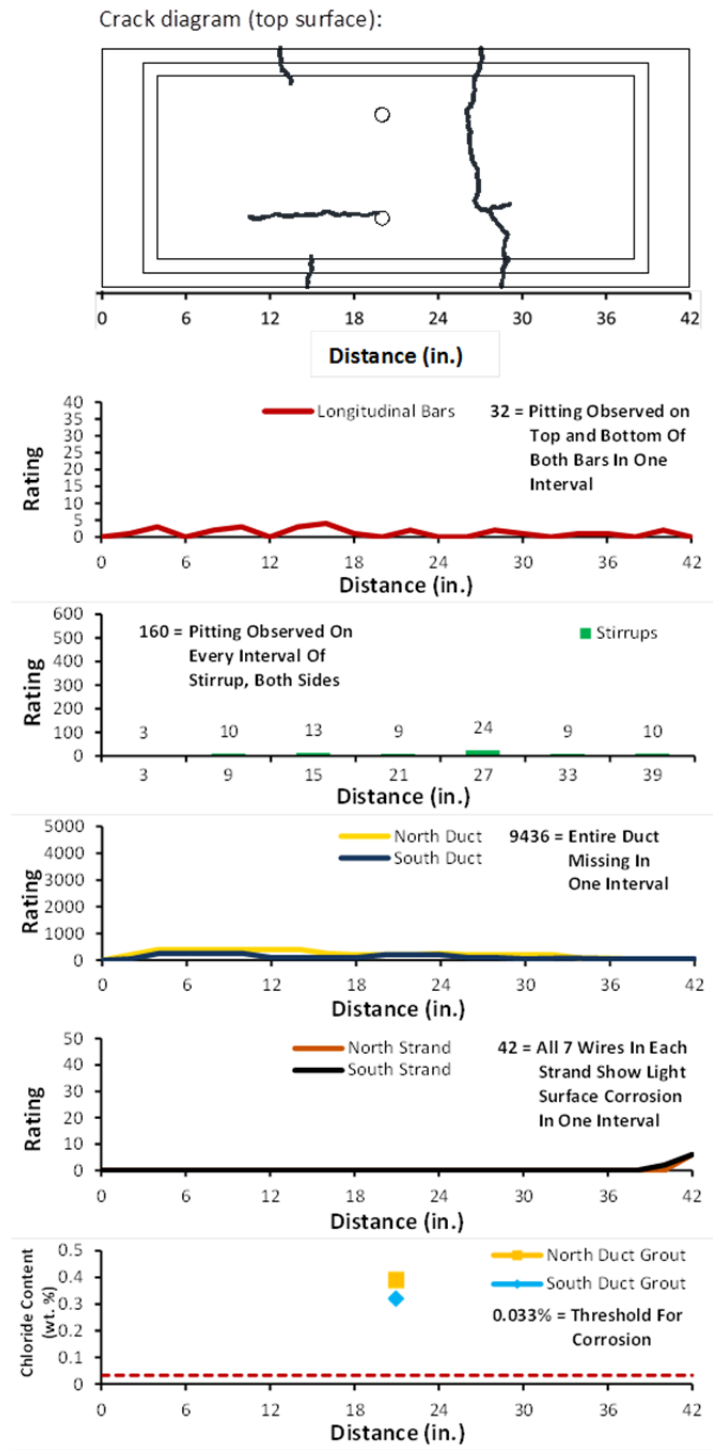 Crack diagram (top surface):
0 6 12 18 24 30 36 42
Distance (in.)
40
35
30
25
20
15
10
5
0
Rating
Longitudinal Bars
32 = Pitting Observed on
Top and Bottom Of
Both Bars In One
Interval
0 6 12 18 24 30 36 42
Distance (in.)
600
500
400
300
200
100
0
Rating
160 = Pitting Observed On
Every Interval Of
Stirrup, Both Sides
Stirrups
3 10 13 9 24 9 10
3 9 15 21 27 33 39
Distance (in.)
5000
4000
3000
2000
1000
0
Rating
North Duct
South Duct
9436 = Entire Duct
Missing In
One Interval
0 6 12 18 24 30 36 42
Distance (in.)
50
40
30
20
10
0
Rating
North Strand
South Strand
42 = All 7 Wires In Each
Strand Show Light
Surface Corrosion
In One Interval
0 6 12 18 24 30 36 42
Distance (in.)
0.5
0.4
0.3
0.2
0.1
0
Chloride Content
(wt. %)
North Duct Grout
South Duct Grout
0.033% = Threshold For
Corrosion
0 6 12 18 24 30 36 42
Distance (in.)